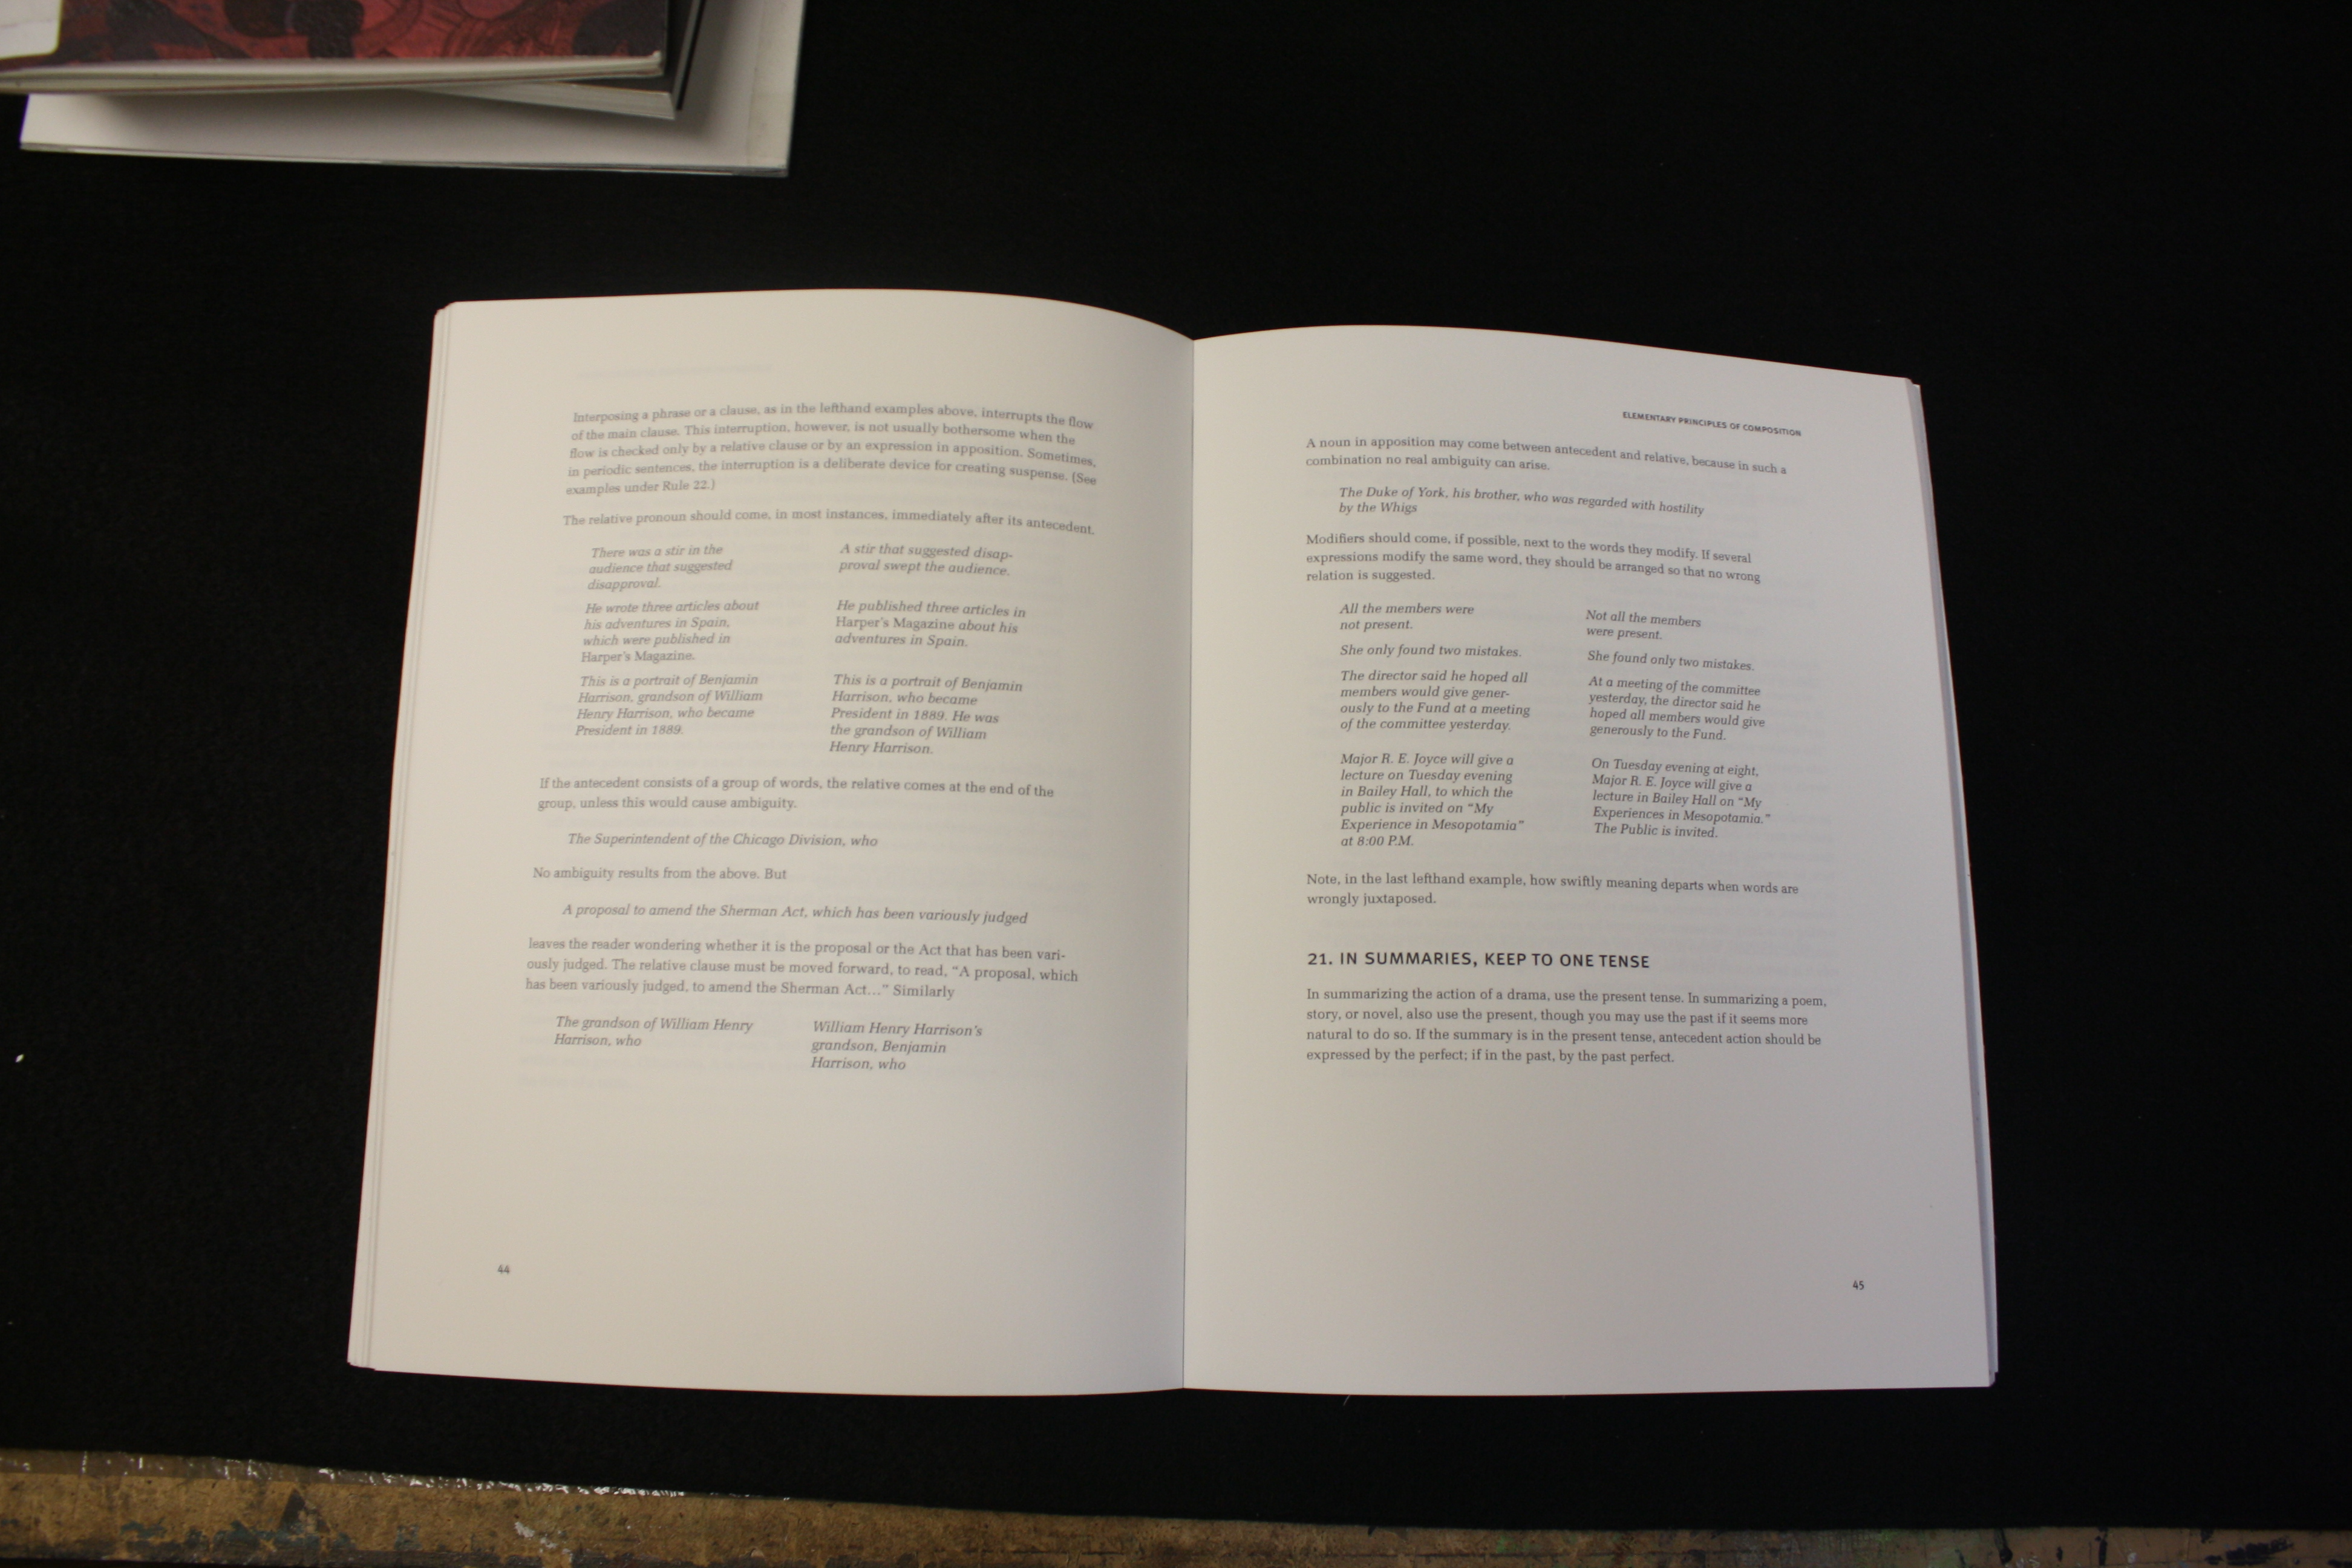 Interposing a phrase or a clause, as in the lefthand examples above, interrupts the flow
of the main clause. This interruption, however, is not usually bothersome when the
flow is checked only by a relative clause or by an expression in apposition. Sometimes,
in periodic sentences, the interruption is a deliberate device for creating suspense. (See
examples under Rule 22.)
The relative pronoun should come, in most instances, immediately after its antecedent.
There was a stir in the
audience that suggested
disapproval.
A stir that suggested disap-
proval swept the audience.
He wrote three articles about
his adventures in Spain,
which were published in
Harper's Magazine.
He published three articles in
Harper's Magazine about his
adventures in Spain.
This is a portrait of Benjamin
Harrison, grandson of William
Henry Harrison, who became
President in 1889.
This is a portrait of Benjamin
Harrison, who became
President in 1889. He was
the grandson of William
Henry Harrison.
If the antecedent consists of a group of words, the relative comes at the end of the
group, unless this would cause ambiguity.
The Superintendent of the Chicago Division, who
No ambiguity results from the above. But
A proposal to amend the Sherman Act, which has been variously judged
leaves the reader wondering whether it is the proposal or the Act that has been vari-
ously judged. The relative clause must be moved forward, to read, “A proposal, which
has been variously judged, to amend the Sherman Act...” Similarly
The grandson of William Henry
Harrison, who
William Henry Harrison's
grandson, Benjamin
Harrison, who
44
ELEMENTARY PRINCIPLES OF COMPOSITION
A noun in apposition may come between antecedent and relative, because in such a
combination no real ambiguity can arise.
The Duke of York, his brother, who was regarded with hostility
by the Whigs
Modifiers should come, if possible, next to the words they modify. If several
expressions modify the same word, they should be arranged so that no wrong
relation is suggested.
All the members were
not present.
Not all the members
were present.
She only found two mistakes.
She found only two mistakes.
The director said he hoped all
members would give gener-
ously to the Fund at a meeting
of the committee yesterday.
At a meeting of the committee
yesterday, the director said he
hoped all members would give
generously to the Fund.
Major R. E. Joyce will give a
lecture on Tuesday evening
in Bailey Hall, to which the
public is invited on “My
Experience in Mesopotamia”
at 8:00 P.M.
On Tuesday evening at eight,
Major R. E. Joyce will give a
lecture in Bailey Hall on “My
Experiences in Mesopotamia.”
The Public is invited.
Note, in the last lefthand example, how swiftly meaning departs when words are
wrongly juxtaposed.
21. IN SUMMARIES, KEEP TO ONE TENSE
In summarizing the action of a drama, use the present tense. In summarizing a poem,
story, or novel, also use the present, though you may use the past if it seems more
natural to do so. If the summary is in the present tense, antecedent action should be
expressed by the perfect; if in the past, by the past perfect.
45